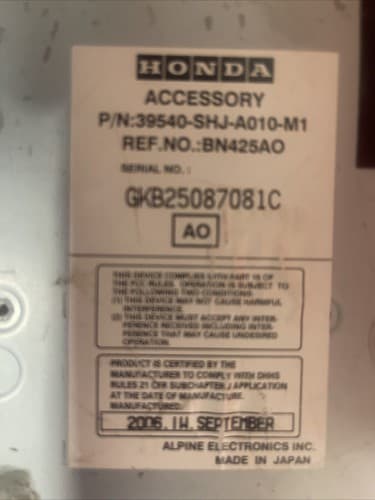 HONDA
ACCESSORY
P/N:39540-SHJ-A010-M1
REF.NO.:BN425AO
SERIAL NO.:
GKB25087081C
AO
THIS DEVICE COMPLIES WITH PART 15 OF
THE FCC RULES. OPERATION IS SUBJECT TO
THE FOLLOWING TWO CONDITIONS:
(1) THIS DEVICE MAY NOT CAUSE HARMFUL
INTERFERENCE.
(2) THIS DEVICE MUST ACCEPT ANY INTER-
FERENCE RECEIVED INCLUDING INTER-
FERENCE THAT MAY CAUSE UNDESIRED
OPERATION.
PRODUCT IS CERTIFIED BY THE
MANUFACTURER TO COMPLY WITH DHHS
RULES 21 CFR SUBCHAPTER J APPLICATION
AT THE DATE OF MANUFACTURE.
MANUFACTURED:
2006.IW.SEPTEMBER
ALPINE ELECTRONICS INC.
MADE IN JAPAN